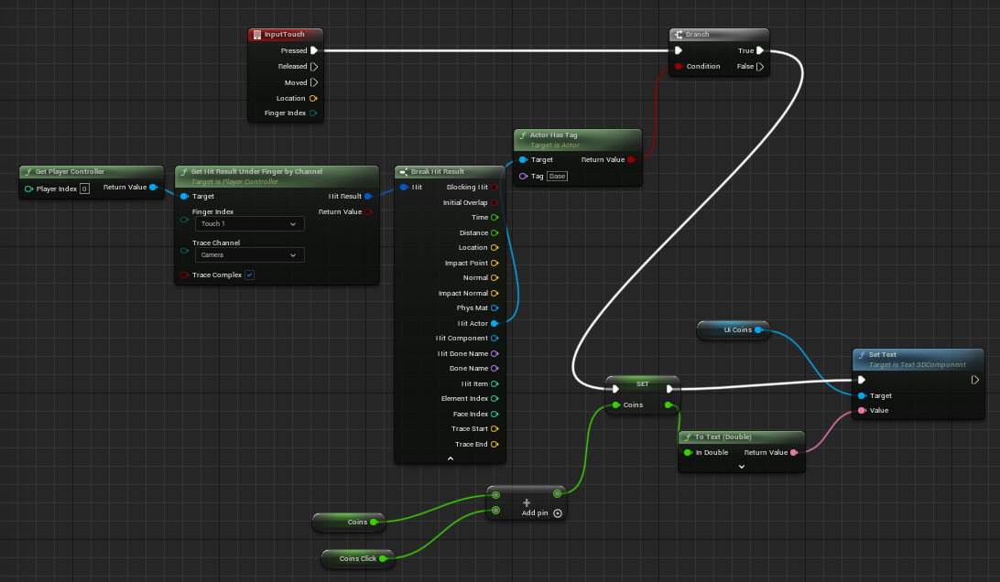 InputTouch
Pressed
Released
Moved
Location
Finger Index
Branch
True
Condition False
Actor Has Tag
Target is Actor
Target Return Value
Tag Base
Get Player Controller
Player Index 0 Return Value
Get Hit Result Under Finger by Channel
Target is Player Controller
Target Hit Result
Finger Index Return Value
Touch 1
Trace Channel
Camera
Trace Complex
Break Hit Result
Hit Blocking Hit
Initial Overlap
Time
Distance
Location
Impact Point
Normal
Impact Normal
Phys Mat
Hit Actor
Hit Component
Hit Bone Name
Bone Name
Hit Item
Element Index
Face Index
Trace Start
Trace End
Ui Coins
Set Text
Target is Text 3DComponent
Target
Value
SET
Coins
To Text (Double)
In Double Return Value
Add pin
Coins
Coins Click